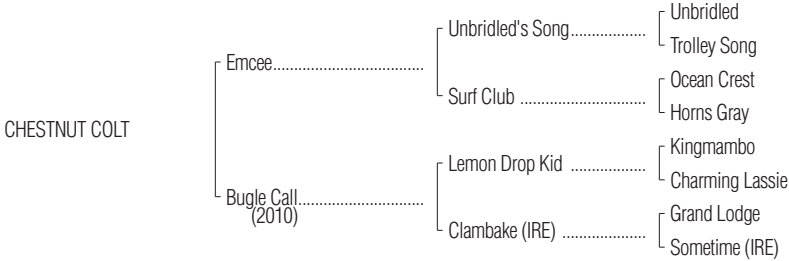 Unbridled
Unbridled's Song..................
Trolley Song
Emcee...................................
Ocean Crest
Surf Club .............................
Horns Gray
CHESTNUT COLT
Kingmambo
Lemon Drop Kid .................
Charming Lassie
Bugle Call.............................
(2010)
Grand Lodge
Clambake (IRE) ...................
Sometime (IRE)